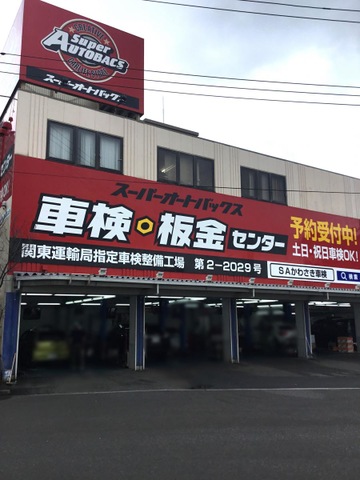 CREATIVE
Super
AUTOBACS
スーパーオートバックス
スーパーオートバックス
車検・板金センター
予約受付中!
土日・祝日車検OK!
関東運輸局指定車検整備工場 第2-2029号
SAかわさき車検
検索